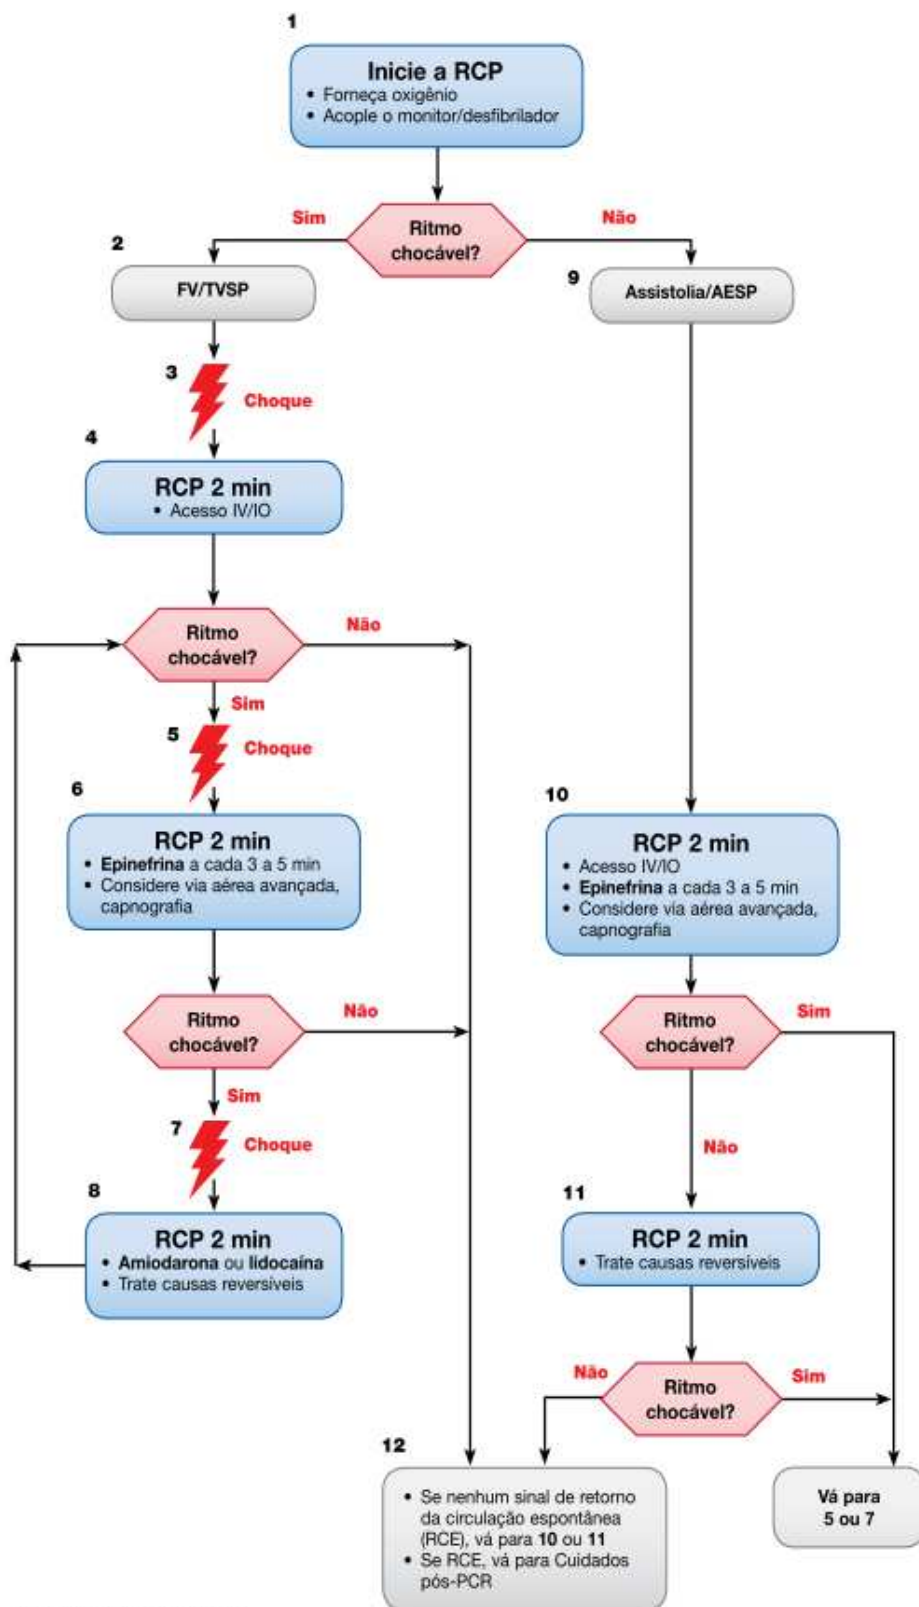 1
Inicie a RCP
• Forneça oxigênio
• Acople o monitor/desfibrilador
Sim
Ritmo
chocável?
Não
2
FV/TVSP
9
Assistolia/AESP
3
Choque
4
RCP 2 min
• Acesso IV/IO
Ritmo
chocável?
Não
Sim
5
Choque
6
RCP 2 min
• Epinefrina a cada 3 a 5 min
• Considere via aérea avançada,
capnografia
10
RCP 2 min
• Acesso IV/IO
• Epinefrina a cada 3 a 5 min
• Considere via aérea avançada,
capnografia
Ritmo
chocável?
Não
Sim
Ritmo
chocável?
Sim
Não
7
Choque
8
RCP 2 min
• Amiodarona ou lidocaína
• Trate causas reversíveis
11
RCP 2 min
• Trate causas reversíveis
Não
Ritmo
chocável?
Sim
12
• Se nenhum sinal de retorno
da circulação espontânea
(RCE), vá para 10 ou 11
• Se RCE, vá para Cuidados
pós-PCR
Vá para
5 ou 7